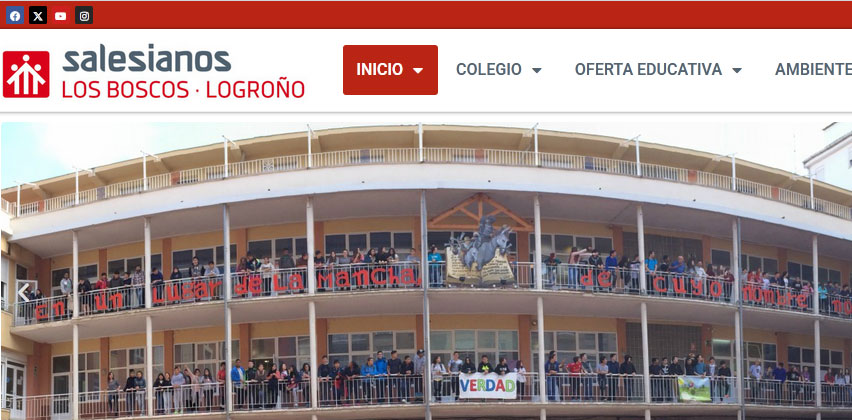 salesianos
LOS BOSCOS · LOGROÑO
INICIO
COLEGIO
OFERTA EDUCATIVA
AMBIENTE
en un Lugar de La Mancha, de cuyo nombre
VERDAD